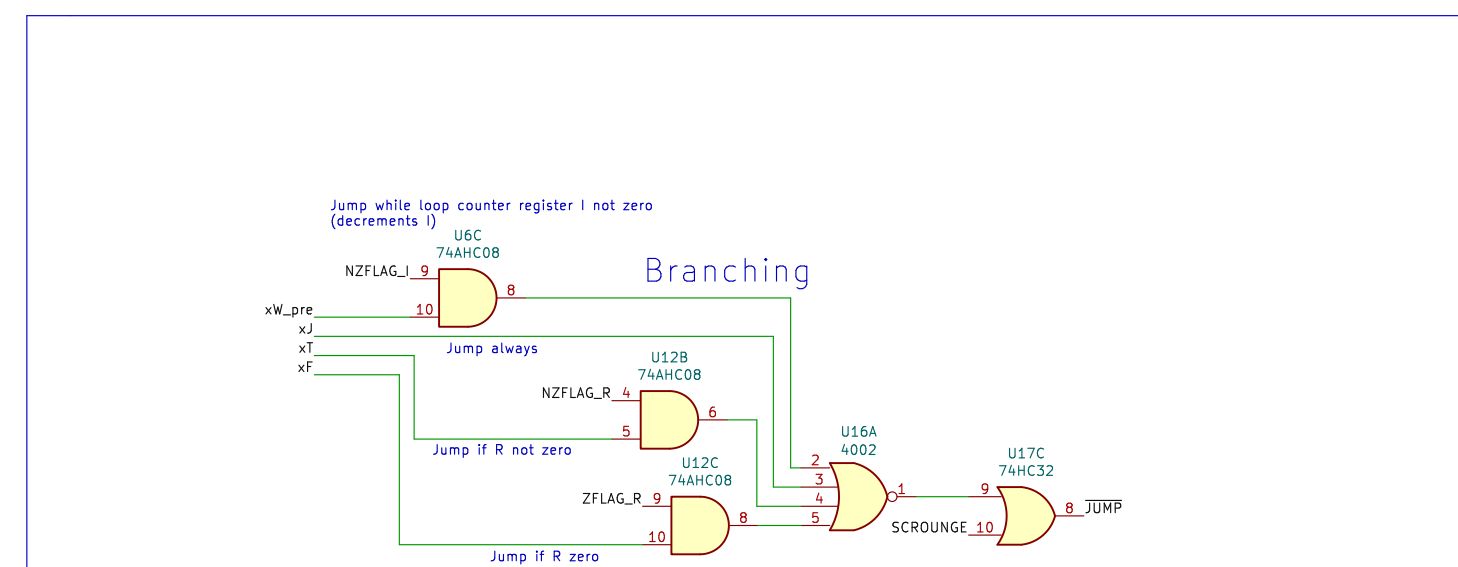 Jump while loop counter register I not zero
(decrements I)
U6C
74AHC08
NZFLAG_I
9
8
10
Branching
xW_pre
xJ
xT
xF
Jump always
U12B
74AHC08
NZFLAG_R
4
6
5
Jump if R not zero
U12C
74AHC08
ZFLAG_R
9
8
10
Jump if R zero
U16A
4002
2
3
4
5
1
U17C
74HC32
9
SCROUNGE
10
8
JUMP